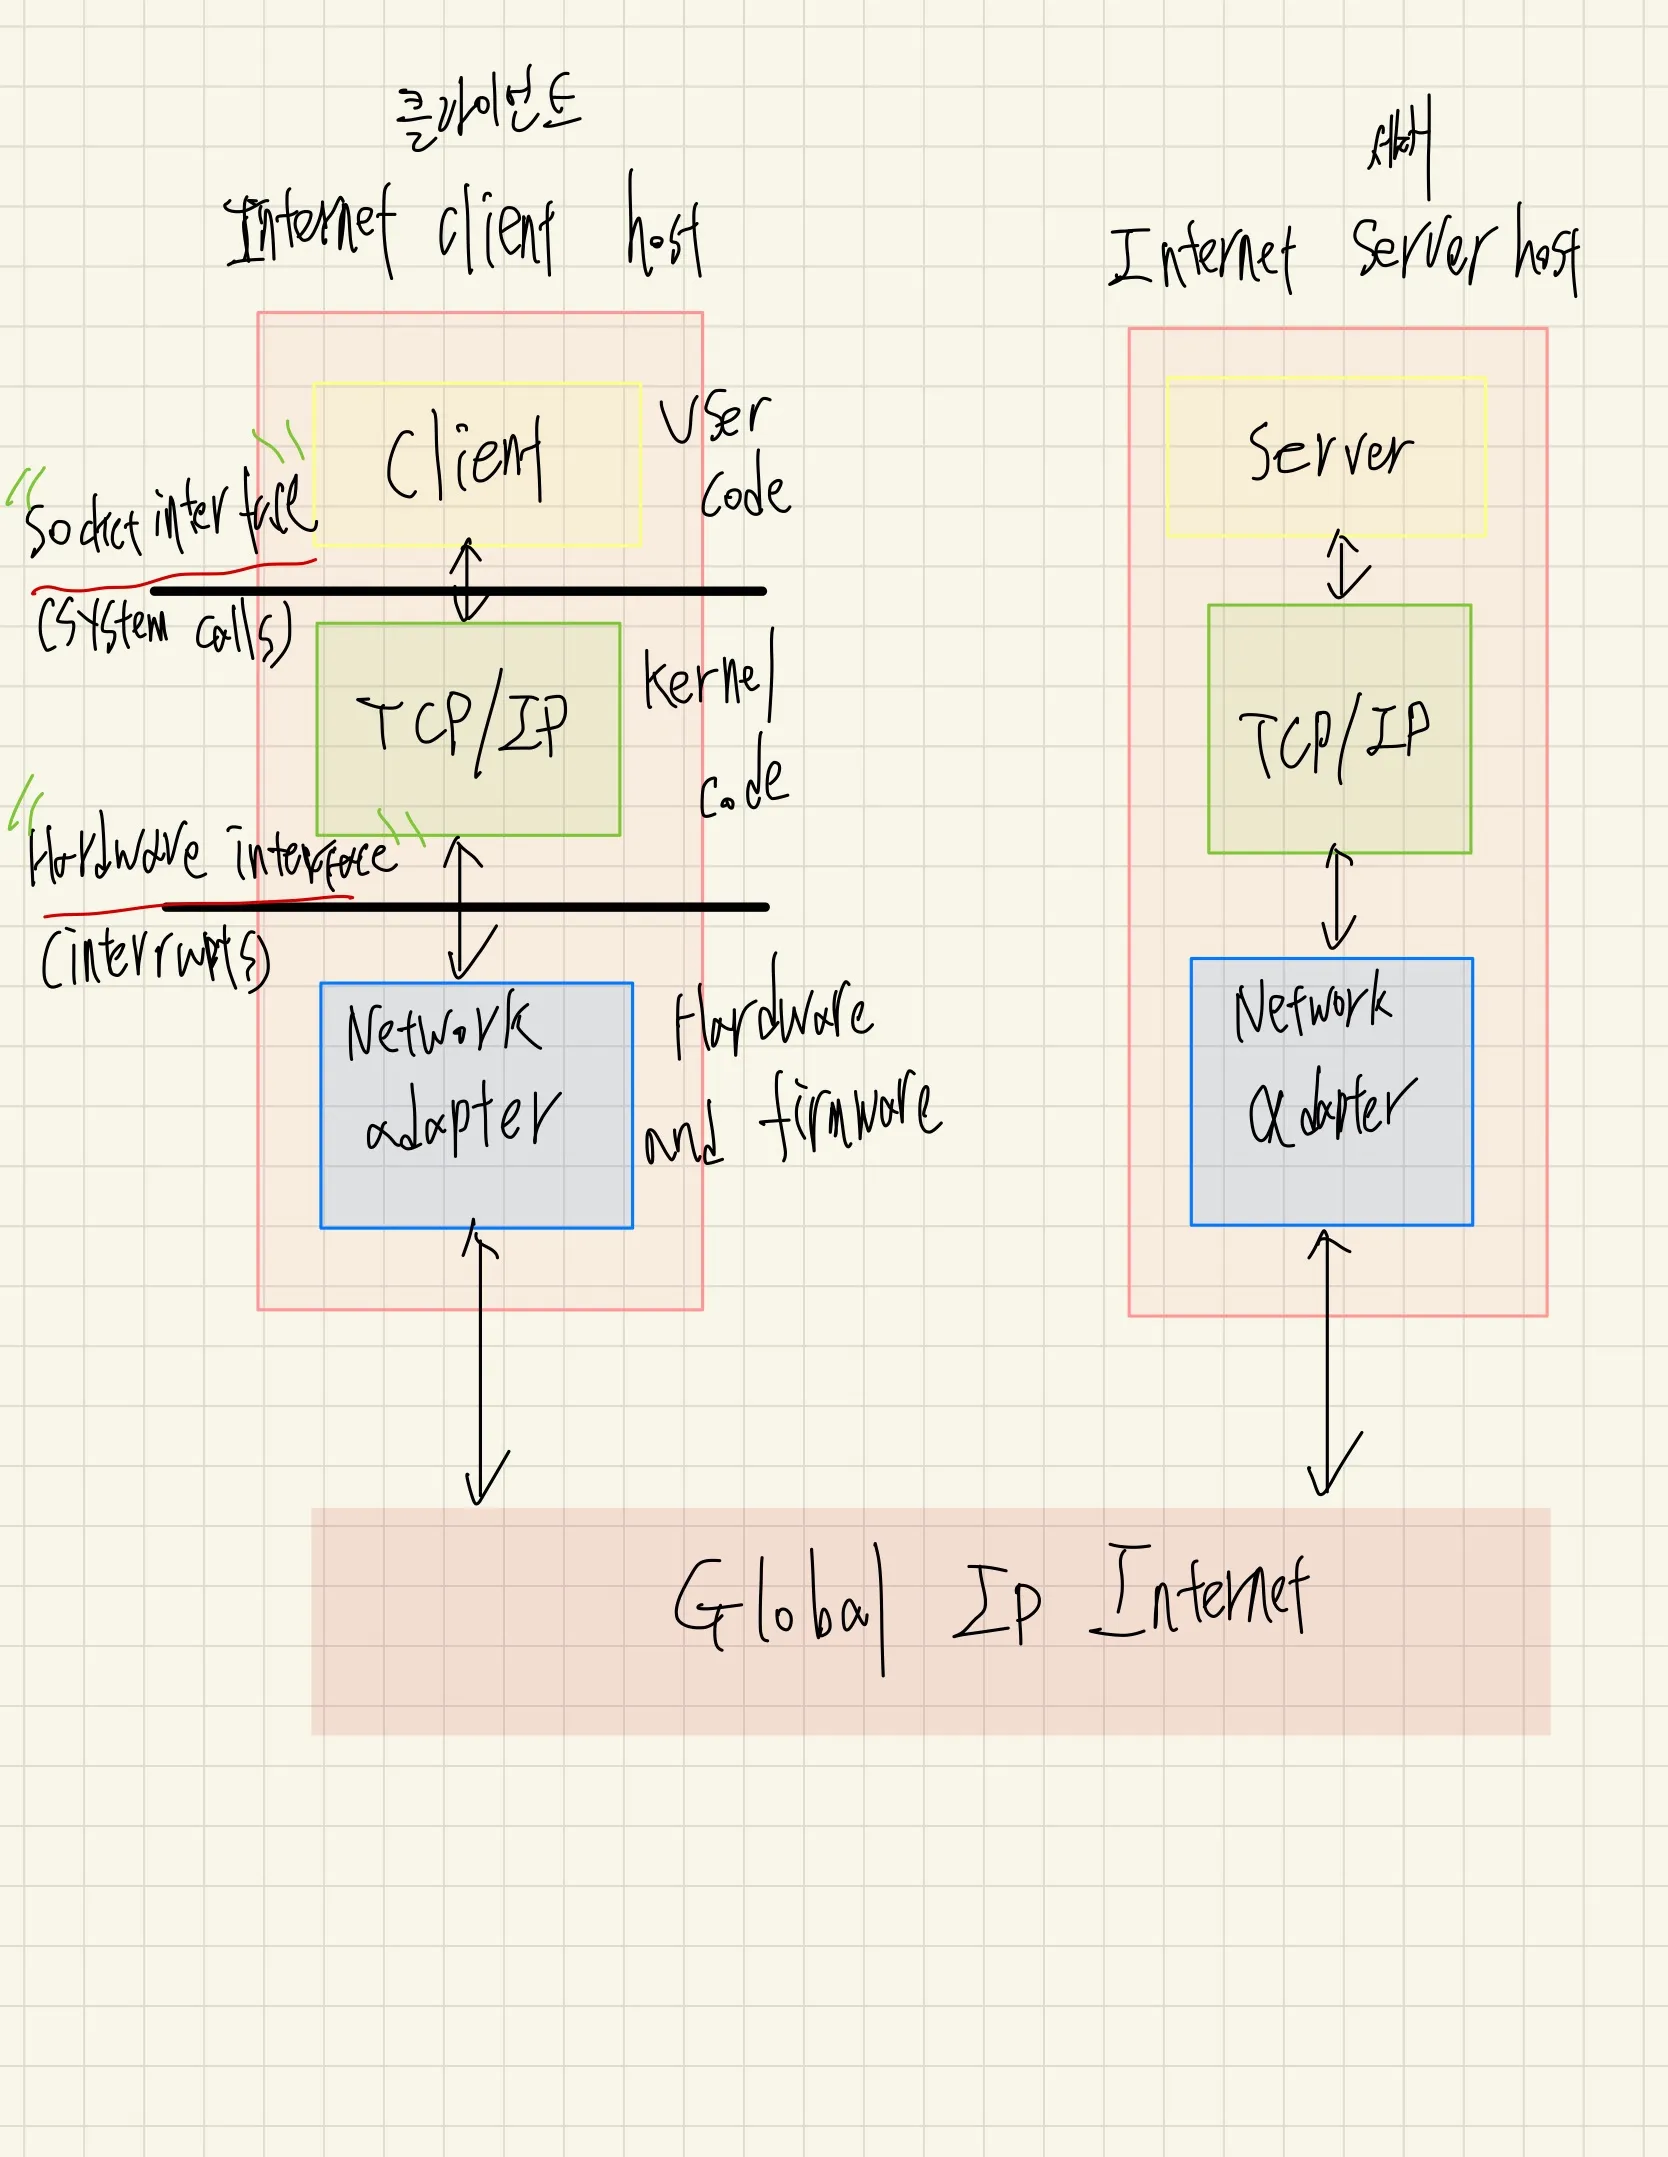 클라이언트
Internet client host
Client
User
code
"Socket interface"
(system calls)
TCP/IP
kernel
code
"Hardware interface"
(interrupts)
Network
adapter
Hardware
and firmware
서버
Internet Server host
Server
TCP/IP
Network
adapter
Global Ip Internet